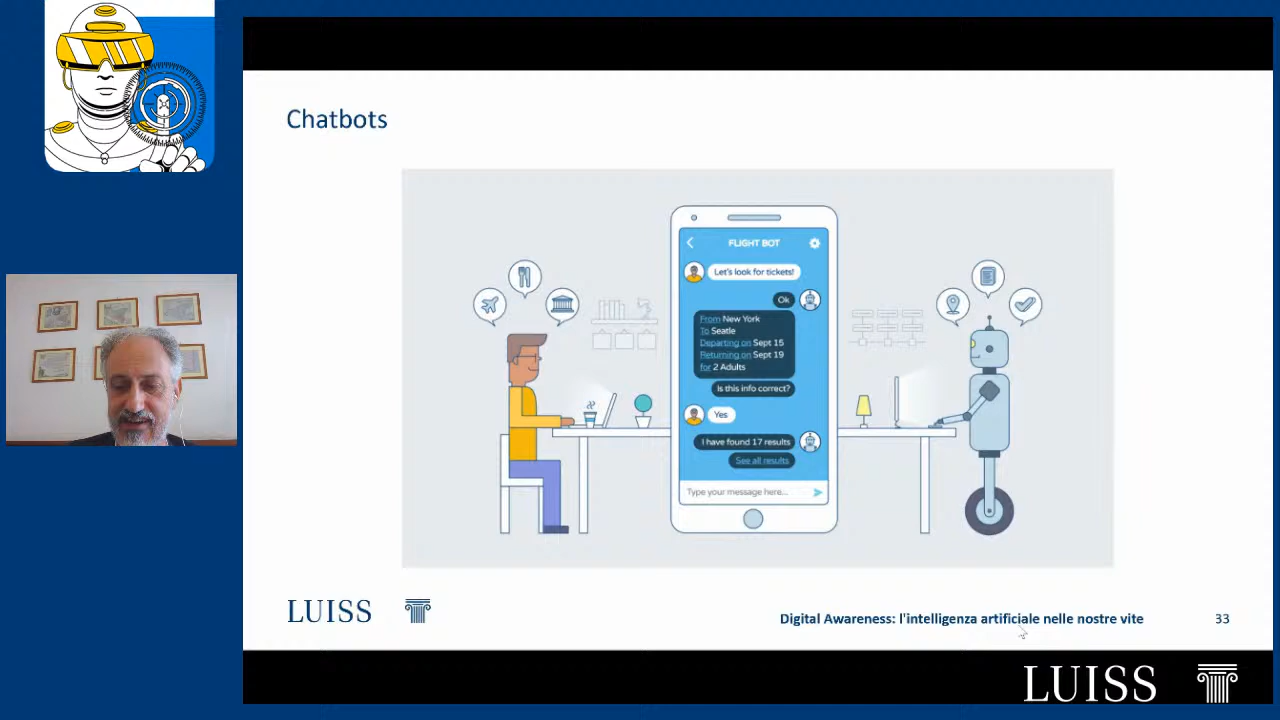 Chatbots
FLIGHT BOT
Let's look for tickets!
Ok
From New York
To Seatle
Departing on Sept 15
Returning on Sept 19
for 2 Adults
Is this info correct?
Yes
I have found 17 results
See all results
Type your message here...
LUISS
Digital Awareness: l'intelligenza artificiale nelle nostre vite
33
LUISS